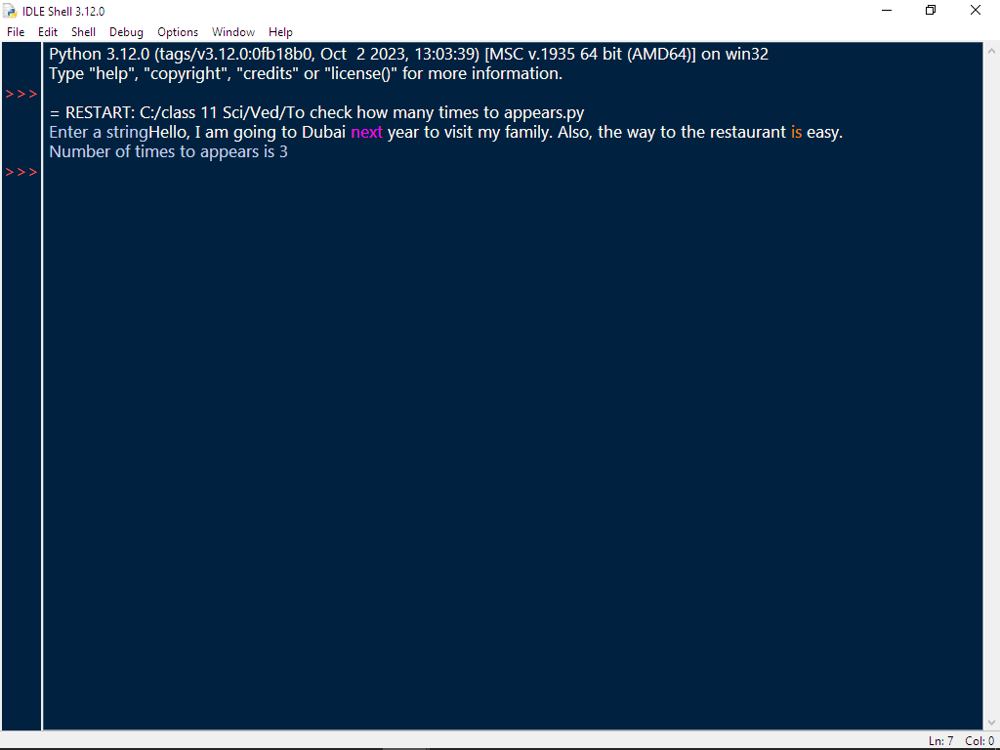 IDLE Shell 3.12.0
File Edit Shell Debug Options Window Help
Python 3.12.0 (tags/v3.12.0:0fb18b0, Oct  2 2023, 13:03:39) [MSC v.1935 64 bit (AMD64)] on win32
Type "help", "copyright", "credits" or "license()" for more information.
>>>
= RESTART: C:/class 11 Sci/Ved/To check how many times to appears.py
Enter a stringHello, I am going to Dubai next year to visit my family. Also, the way to the restaurant is easy.
Number of times to appears is 3
>>>
Ln: 7 Col: 0